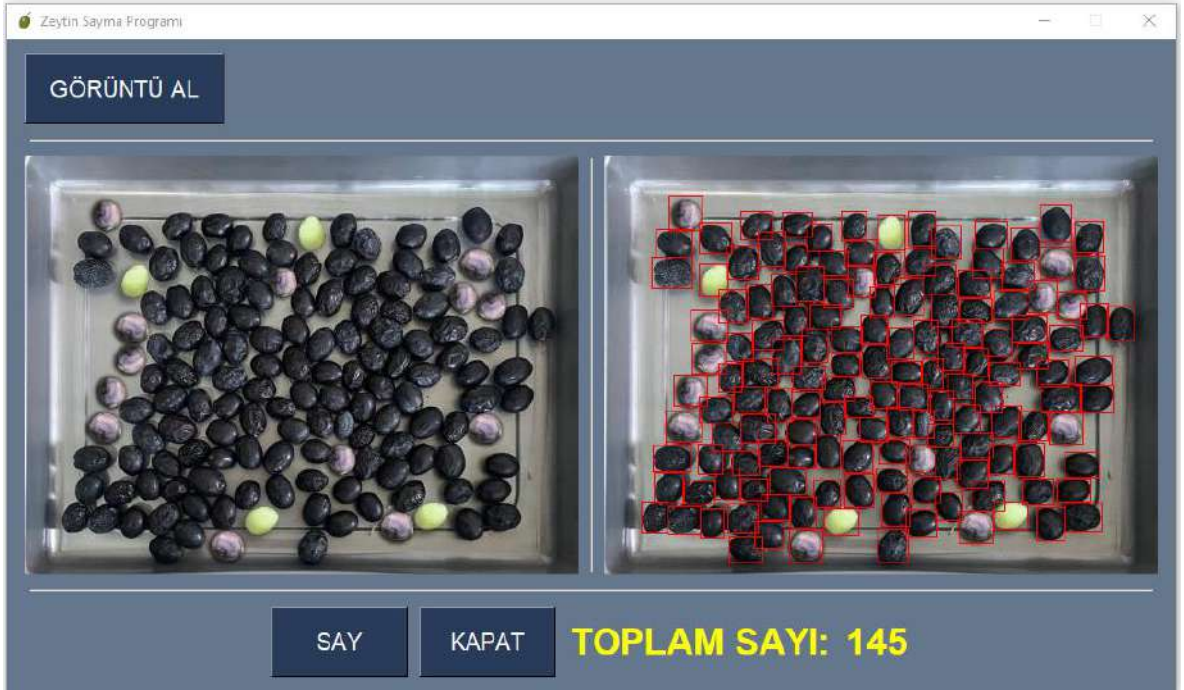 Zeytin Sayma Programı
GÖRÜNTÜ AL
SAY
KAPAT
TOPLAM SAYI: 145